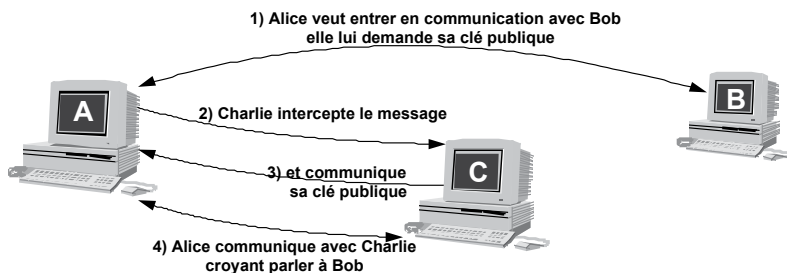 1) Alice veut entrer en communication avec Bob
elle lui demande sa clé publique
A
B
2) Charlie intercepte le message
C
3) et communique
sa clé publique
4) Alice communique avec Charlie
croyant parler à Bob